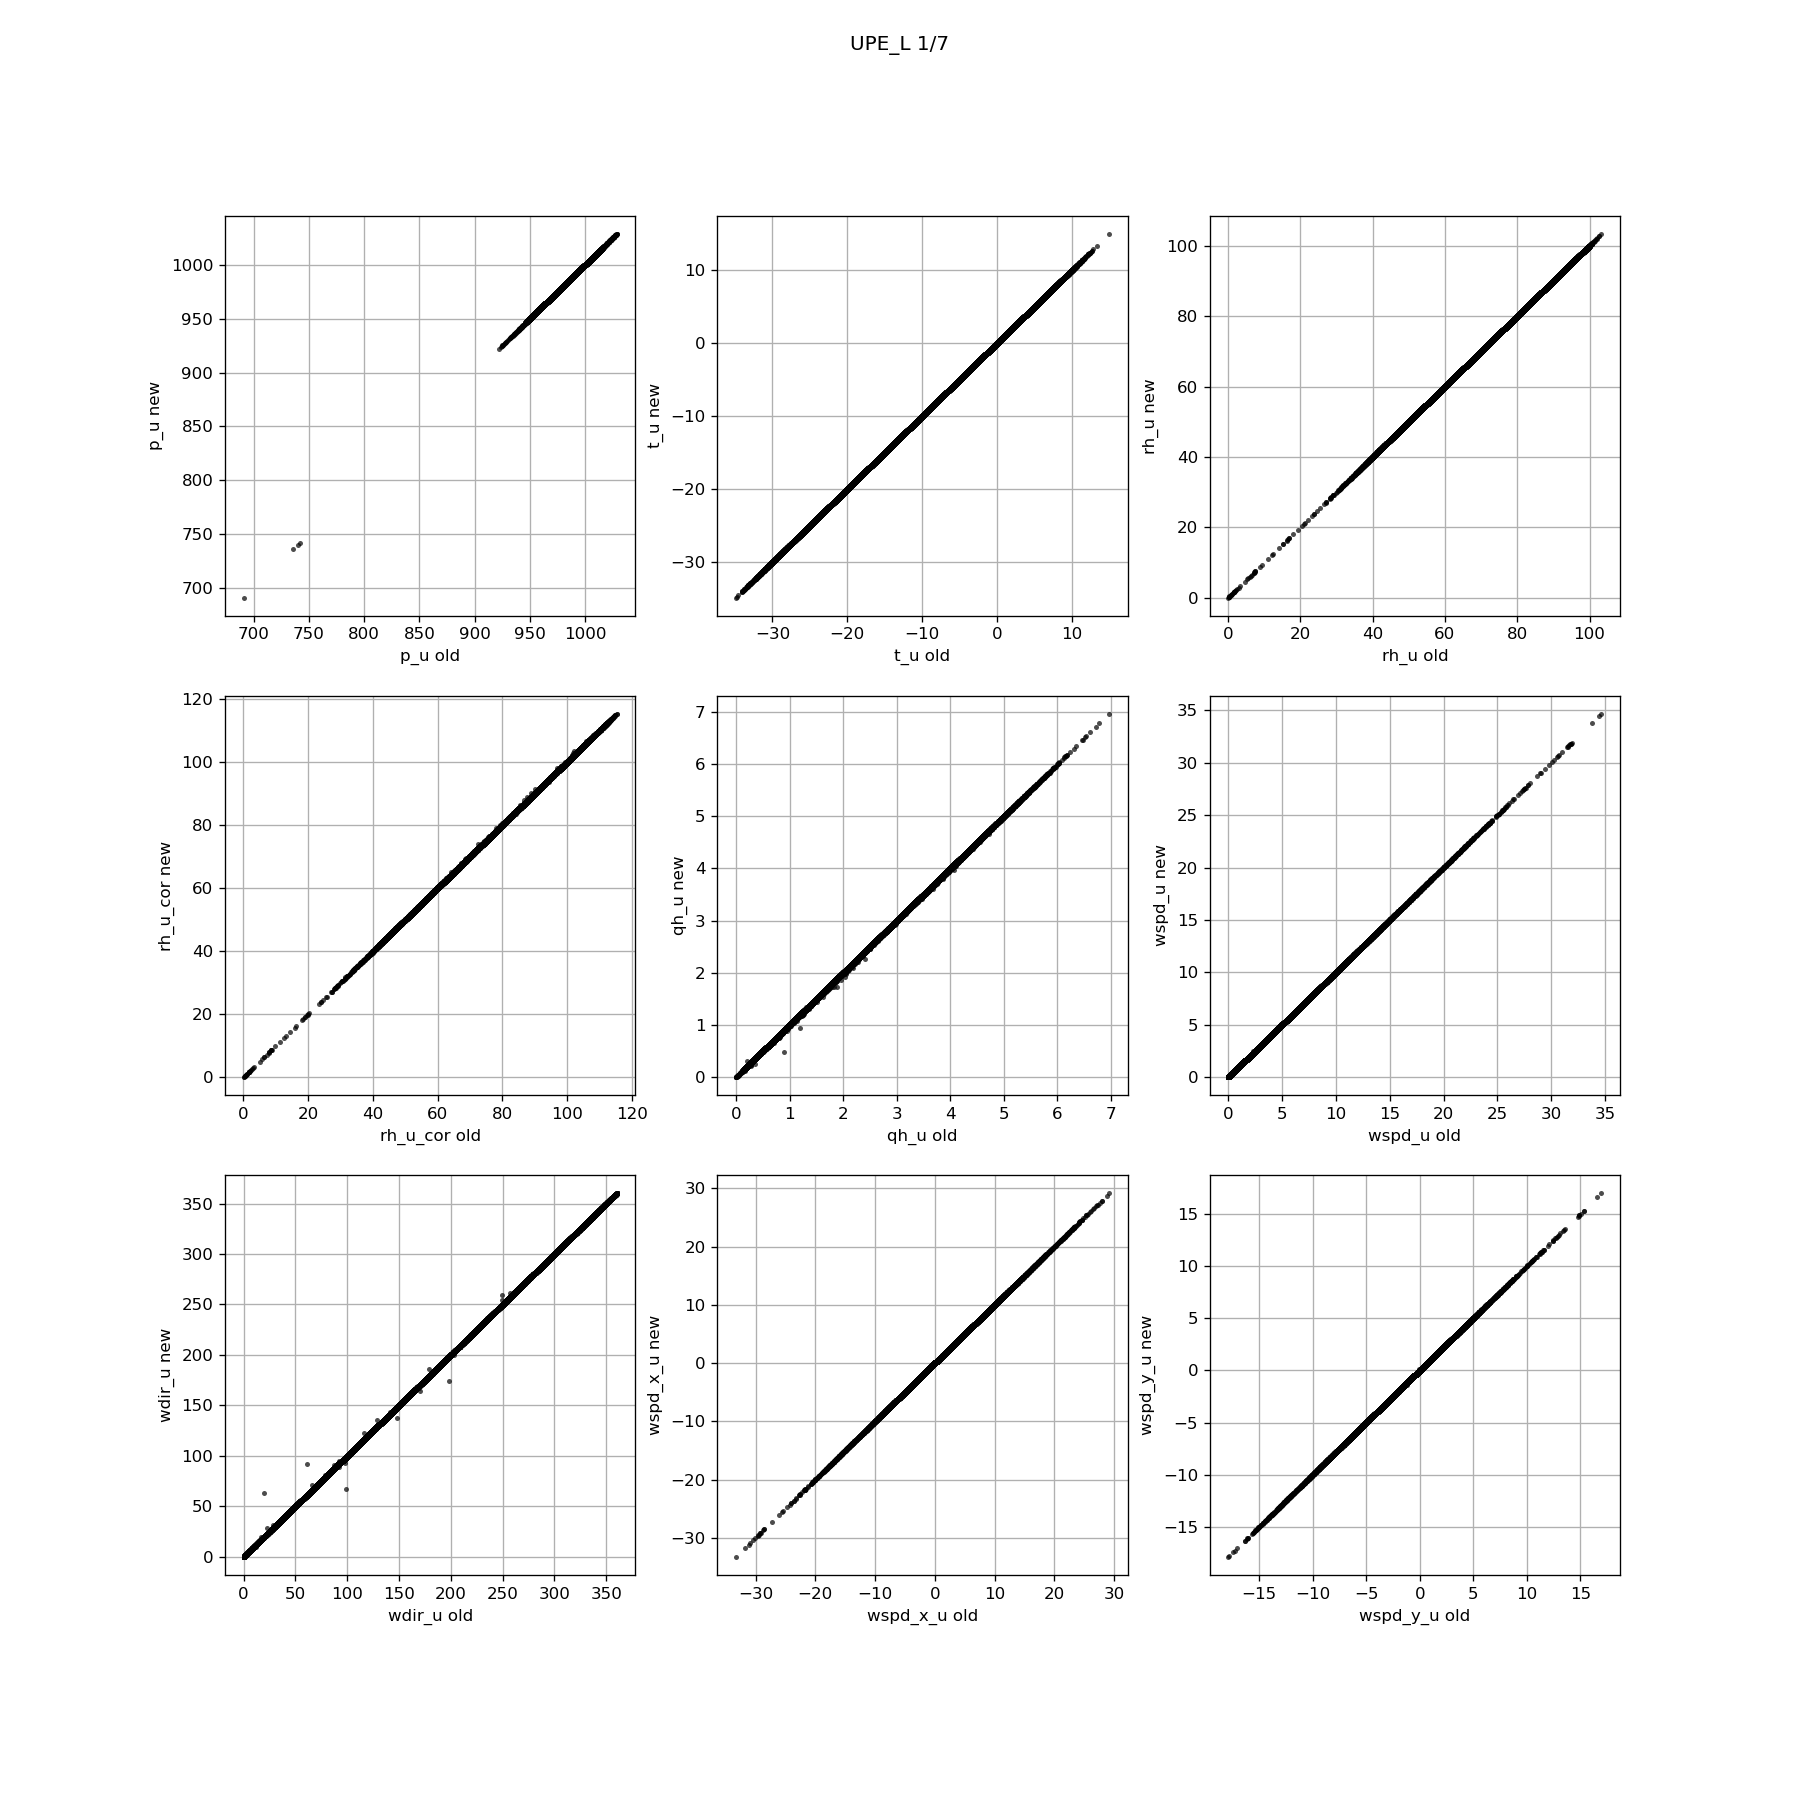 UPE_L 1/7
p_u new
1000
950
900
850
800
750
700
700 750 800 850 900 950 1000
p_u old
t_u new
10
0
−10
−20
−30
−30 −20 −10 0 10
t_u old
rh_u new
100
80
60
40
20
0
0 20 40 60 80 100
rh_u old
rh_u_cor new
120
100
80
60
40
20
0
0 20 40 60 80 100 120
rh_u_cor old
qh_u new
7
6
5
4
3
2
1
0
0 1 2 3 4 5 6 7
qh_u old
wspd_u new
35
30
25
20
15
10
5
0
0 5 10 15 20 25 30 35
wspd_u old
wdir_u new
350
300
250
200
150
100
50
0
0 50 100 150 200 250 300 350
wdir_u old
wspd_x_u new
30
20
10
0
−10
−20
−30
−30 −20 −10 0 10 20 30
wspd_x_u old
wspd_y_u new
15
10
5
0
−5
−10
−15
−15 −10 −5 0 5 10 15
wspd_y_u old